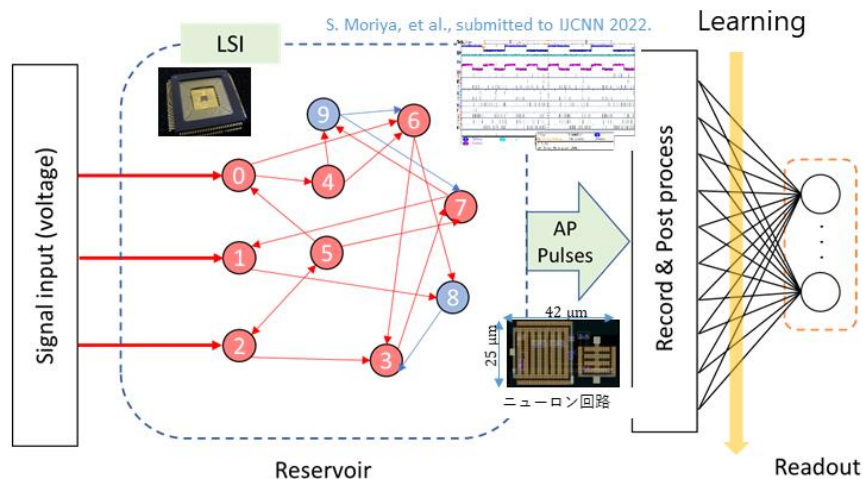 S. Moriya, et al., submitted to IJCNN 2022.
Learning
LSI
Signal input (voltage)
0
1
2
3
4
5
6
7
8
9
AP
Pulses
Record & Post process
42 μm
25 μm
ニューロン回路
Reservoir
Readout